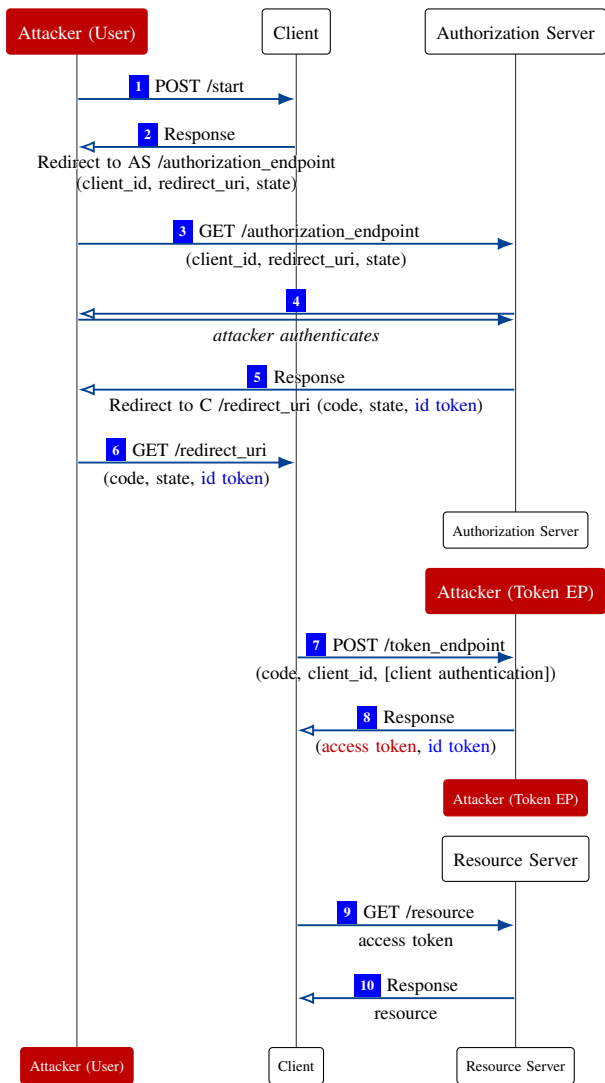 Attacker (User) Client Authorization Server
1 POST /start
2 Response
Redirect to AS /authorization_endpoint
(client_id, redirect_uri, state)
3 GET /authorization_endpoint
(client_id, redirect_uri, state)
4
attacker authenticates
5 Response
Redirect to C /redirect_uri (code, state, id token)
6 GET /redirect_uri
(code, state, id token)
Authorization Server
Attacker (Token EP)
7 POST /token_endpoint
(code, client_id, [client authentication])
8 Response
(access token, id token)
Attacker (Token EP)
Resource Server
9 GET /resource
access token
10 Response
resource
Attacker (User) Client Resource Server